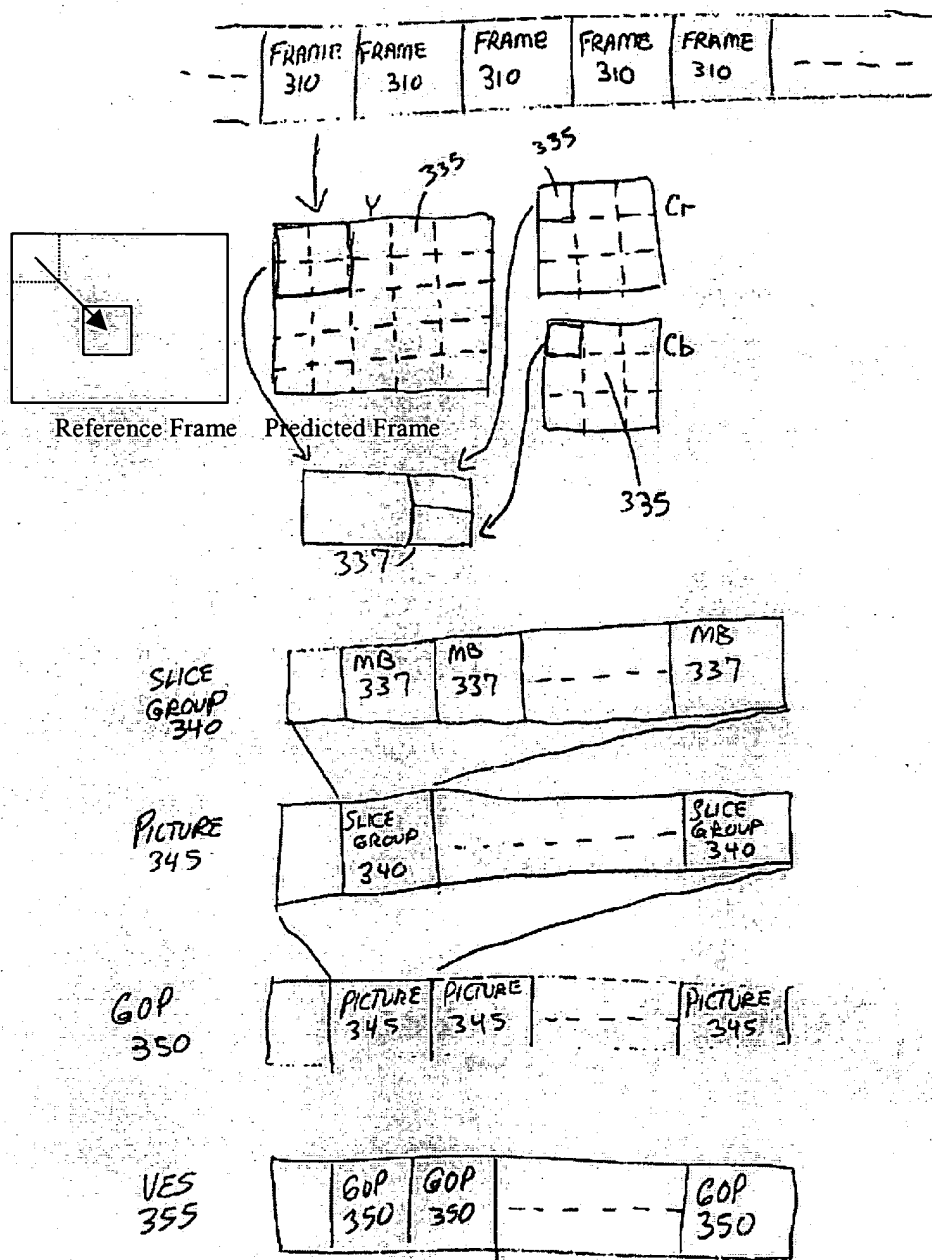 FRAME FRAME FRAME FRAME FRAME
310 310 310 310 310
335
335
Y
Cr
Cb
Reference Frame Predicted Frame
335
337
MB MB MB
337 337 337
SLICE
GROUP
340
PICTURE
345
SLICE
GROUP
340
SLICE
GROUP
340
GOP
350
PICTURE PICTURE PICTURE
345 345 345
VES
355
GOP GOP GOP
350 350 350